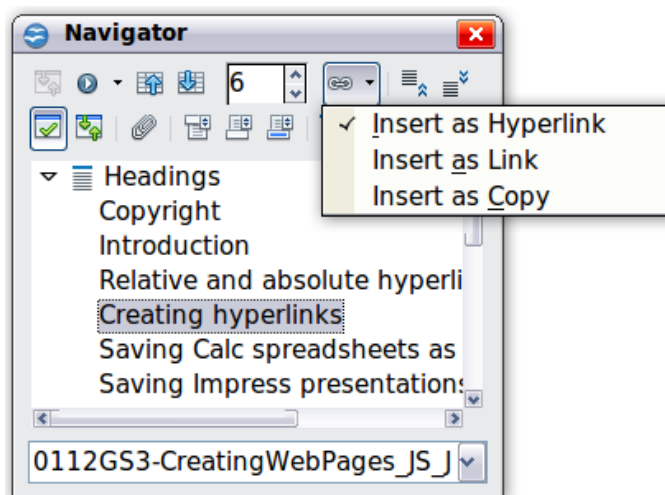 Navigator
6
Insert as Hyperlink
Insert as Link
Insert as Copy
Headings
Copyright
Introduction
Relative and absolute hyperli
Creating hyperlinks
Saving Calc spreadsheets as
Saving Impress presentations
0112GS3-CreatingWebPages_JS_J